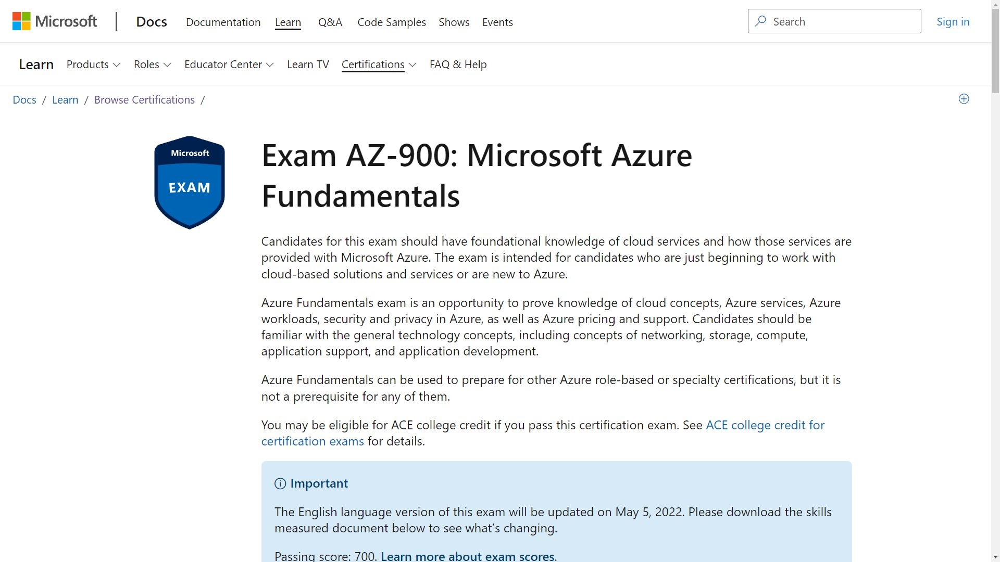 Microsoft Docs Documentation Learn Q&A Code Samples Shows Events Search Sign in
Learn Products Roles Educator Center Learn TV Certifications FAQ & Help
Docs / Learn / Browse Certifications /
Microsoft
EXAM
Exam AZ-900: Microsoft Azure
Fundamentals
Candidates for this exam should have foundational knowledge of cloud services and how those services are
provided with Microsoft Azure. The exam is intended for candidates who are just beginning to work with
cloud-based solutions and services or are new to Azure.
Azure Fundamentals exam is an opportunity to prove knowledge of cloud concepts, Azure services, Azure
workloads, security and privacy in Azure, as well as Azure pricing and support. Candidates should be
familiar with the general technology concepts, including concepts of networking, storage, compute,
application support, and application development.
Azure Fundamentals can be used to prepare for other Azure role-based or specialty certifications, but it is
not a prerequisite for any of them.
You may be eligible for ACE college credit if you pass this certification exam. See ACE college credit for
certification exams for details.
Important
The English language version of this exam will be updated on May 5, 2022. Please download the skills
measured document below to see what’s changing.
Passing score: 700. Learn more about exam scores.